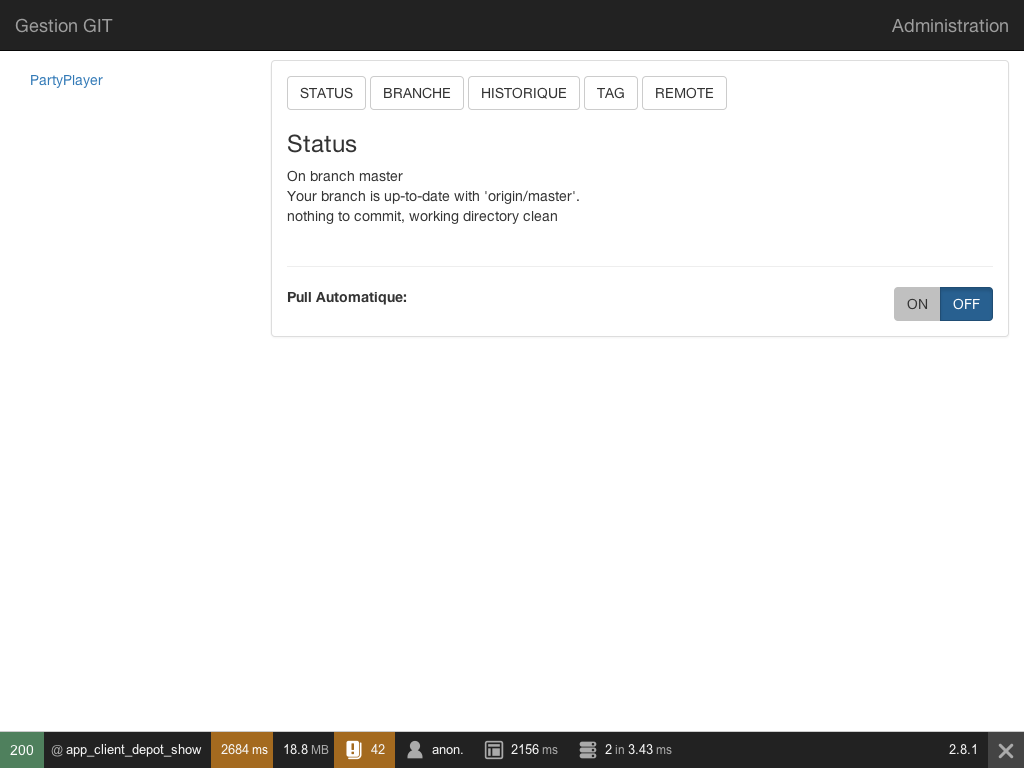 Gestion GIT Administration
PartyPlayer
STATUS BRANCHE HISTORIQUE TAG REMOTE
Status
On branch master
Your branch is up-to-date with 'origin/master'.
nothing to commit, working directory clean
Pull Automatique: ON OFF
200 @ app_client_depot_show 2684 ms 18.8 MB 42 anon. 2156 ms 2 in 3.43 ms 2.8.1